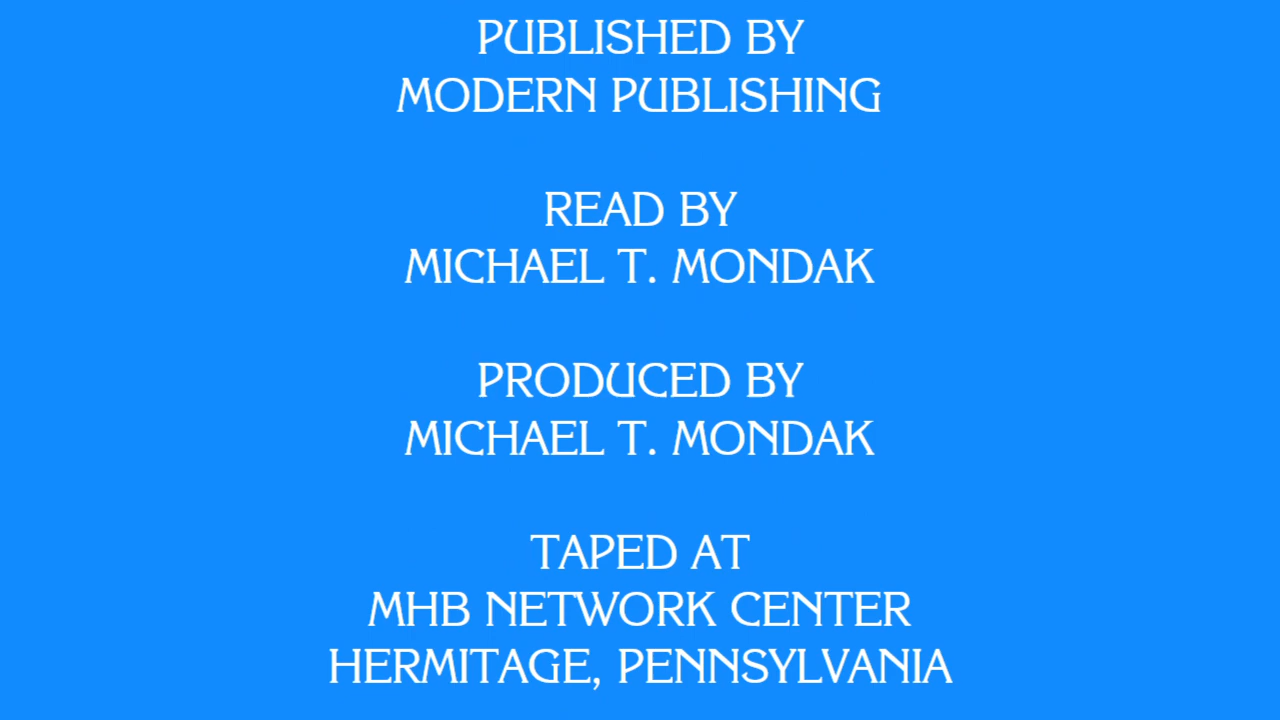 PUBLISHED BY
MODERN PUBLISHING
READ BY
MICHAEL T. MONDAK
PRODUCED BY
MICHAEL T. MONDAK
TAPED AT
MHB NETWORK CENTER
HERMITAGE, PENNSYLVANIA